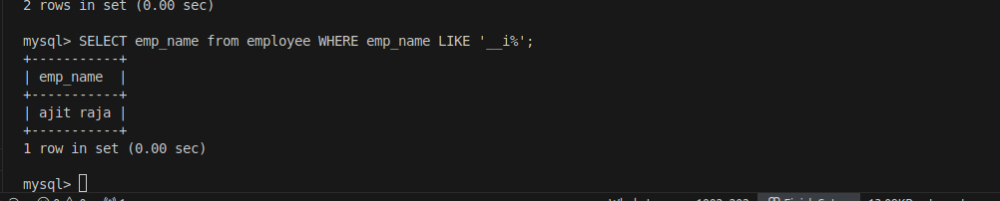 2 rows in set (0.00 sec)
mysql> SELECT emp_name from employee WHERE emp_name LIKE '__i%';
+-----------+
| emp_name  |
+-----------+
| ajit raja |
+-----------+
1 row in set (0.00 sec)
mysql>